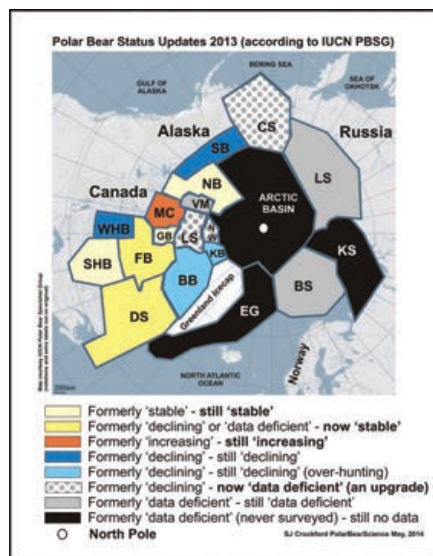 Polar Bear Status Updates 2013 (according to IUCN PBSG)
BERING SEA
GULF OF
ALASKA
SEA OF
OKHOTSK
Alaska
CS
Russia
SB
Canada
NB
LS
VM
MC
ARCTIC
BASIN
WHB
GB
LS
N
W
KB
KS
SHB
FB
BB
BS
DS
Greenland Icecap
EG
Norway
NORTH ATLANTIC
OCEAN
Formerly 'stable' - still 'stable'
Formerly 'declining' or 'data deficient' - now 'stable'
Formerly 'increasing' - still 'increasing'
Formerly 'declining' - still 'declining'
Formerly 'declining' - still 'declining' (over-hunting)
Formerly 'declining' - now 'data deficient' (an upgrade)
Formerly 'data deficient' - still 'data deficient'
Formerly 'data deficient' (never surveyed) - still no data
North Pole
SJ Crockford PolarBearScience May, 2014